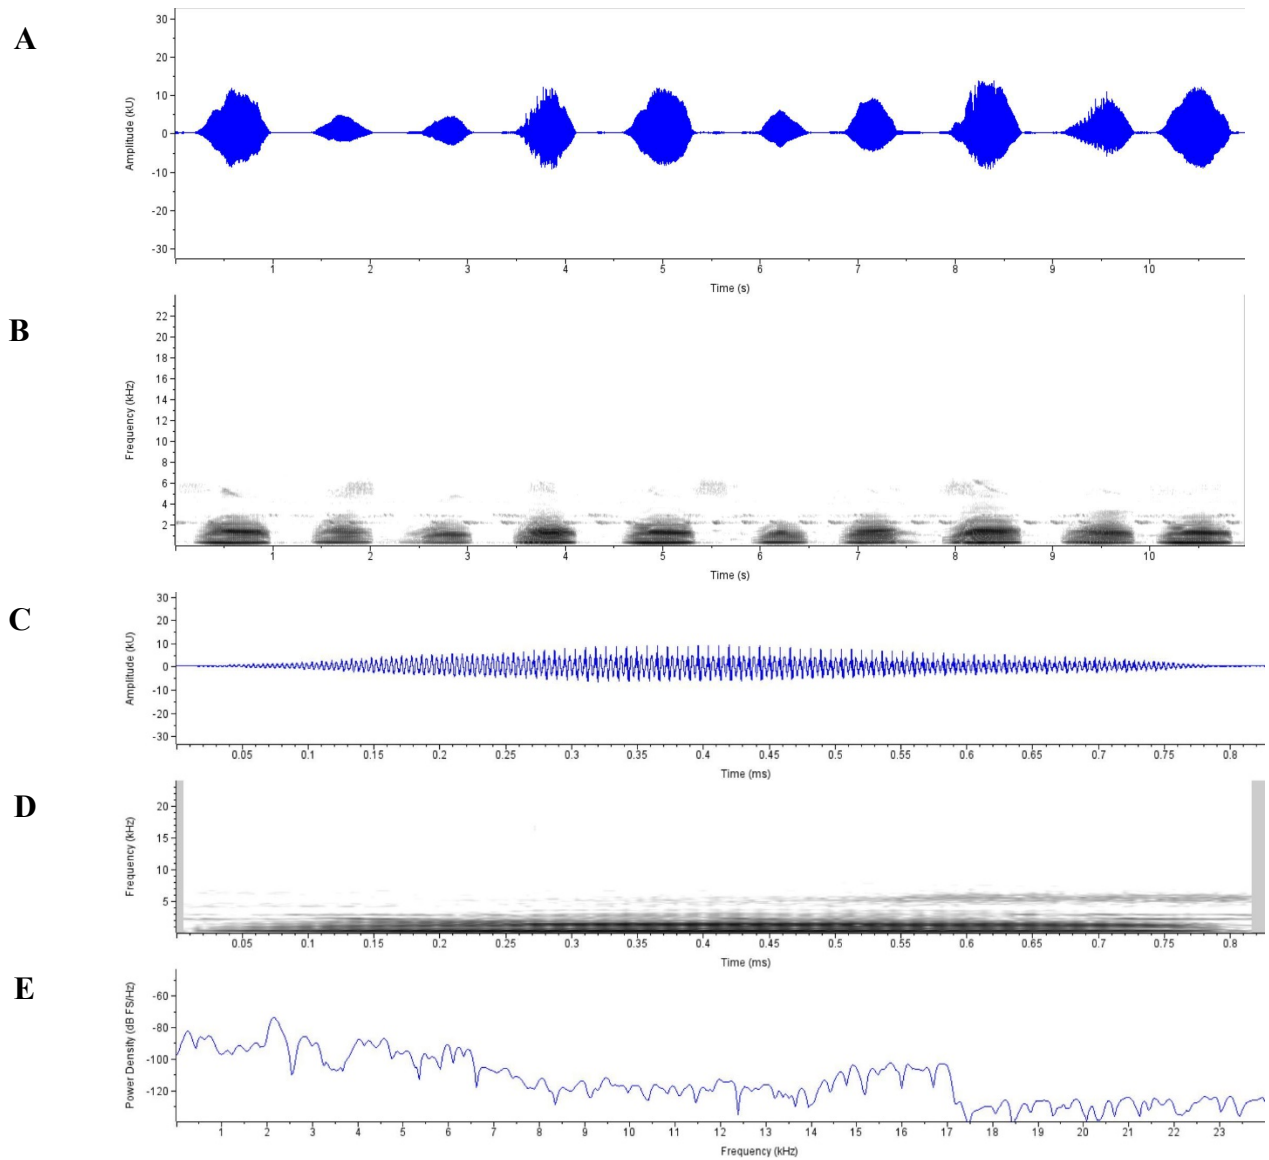 A
30
20
10
0
-10
-20
-30
Amplitude (kU)
1 2 3 4 5 6 7 8 9 10
Time (s)
B
22
20
18
16
14
12
10
8
6
4
2
Frequency (kHz)
1 2 3 4 5 6 7 8 9 10
Time (s)
C
30
20
10
0
-10
-20
-30
Amplitude (kU)
0.05 0.1 0.15 0.2 0.25 0.3 0.35 0.4 0.45 0.5 0.55 0.6 0.65 0.7 0.75 0.8
Time (ms)
D
20
15
10
5
Frequency (kHz)
0.05 0.1 0.15 0.2 0.25 0.3 0.35 0.4 0.45 0.5 0.55 0.6 0.65 0.7 0.75 0.8
Time (ms)
E
-60
-80
-100
-120
Power Density (dB FS/Hz)
1 2 3 4 5 6 7 8 9 10 11 12 13 14 15 16 17 18 19 20 21 22 23
Frequency (kHz)